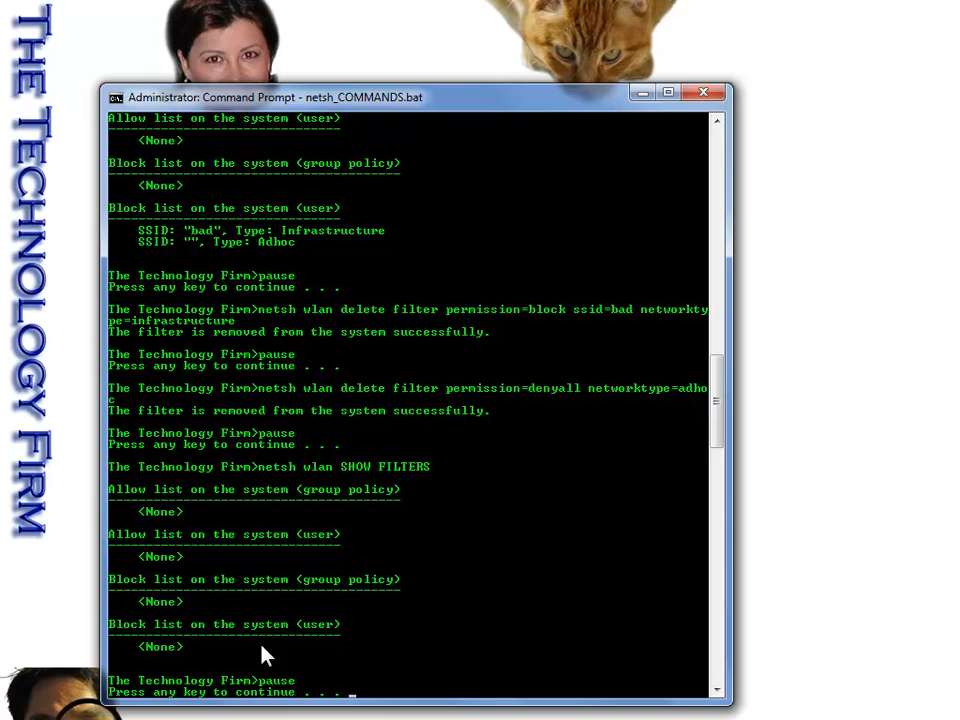 THE TECHNOLOGY FIRM
Administrator: Command Prompt - netsh_COMMANDS.bat
Allow list on the system (user)
-------------------------------
<None>
Block list on the system (group policy)
---------------------------------------
<None>
Block list on the system (user)
-------------------------------
SSID: "bad", Type: Infrastructure
SSID: "", Type: Adhoc
The Technology Firm>pause
Press any key to continue . . .
The Technology Firm>netsh wlan delete filter permission=block ssid=bad networkty
pe=infrastructure
The filter is removed from the system successfully.
The Technology Firm>pause
Press any key to continue . . .
The Technology Firm>netsh wlan delete filter permission=denyall networktype=adho
c
The filter is removed from the system successfully.
The Technology Firm>pause
Press any key to continue . . .
The Technology Firm>netsh wlan SHOW FILTERS
Allow list on the system (group policy)
---------------------------------------
<None>
Allow list on the system (user)
-------------------------------
<None>
Block list on the system (group policy)
---------------------------------------
<None>
Block list on the system (user)
-------------------------------
<None>
The Technology Firm>pause
Press any key to continue . . . _